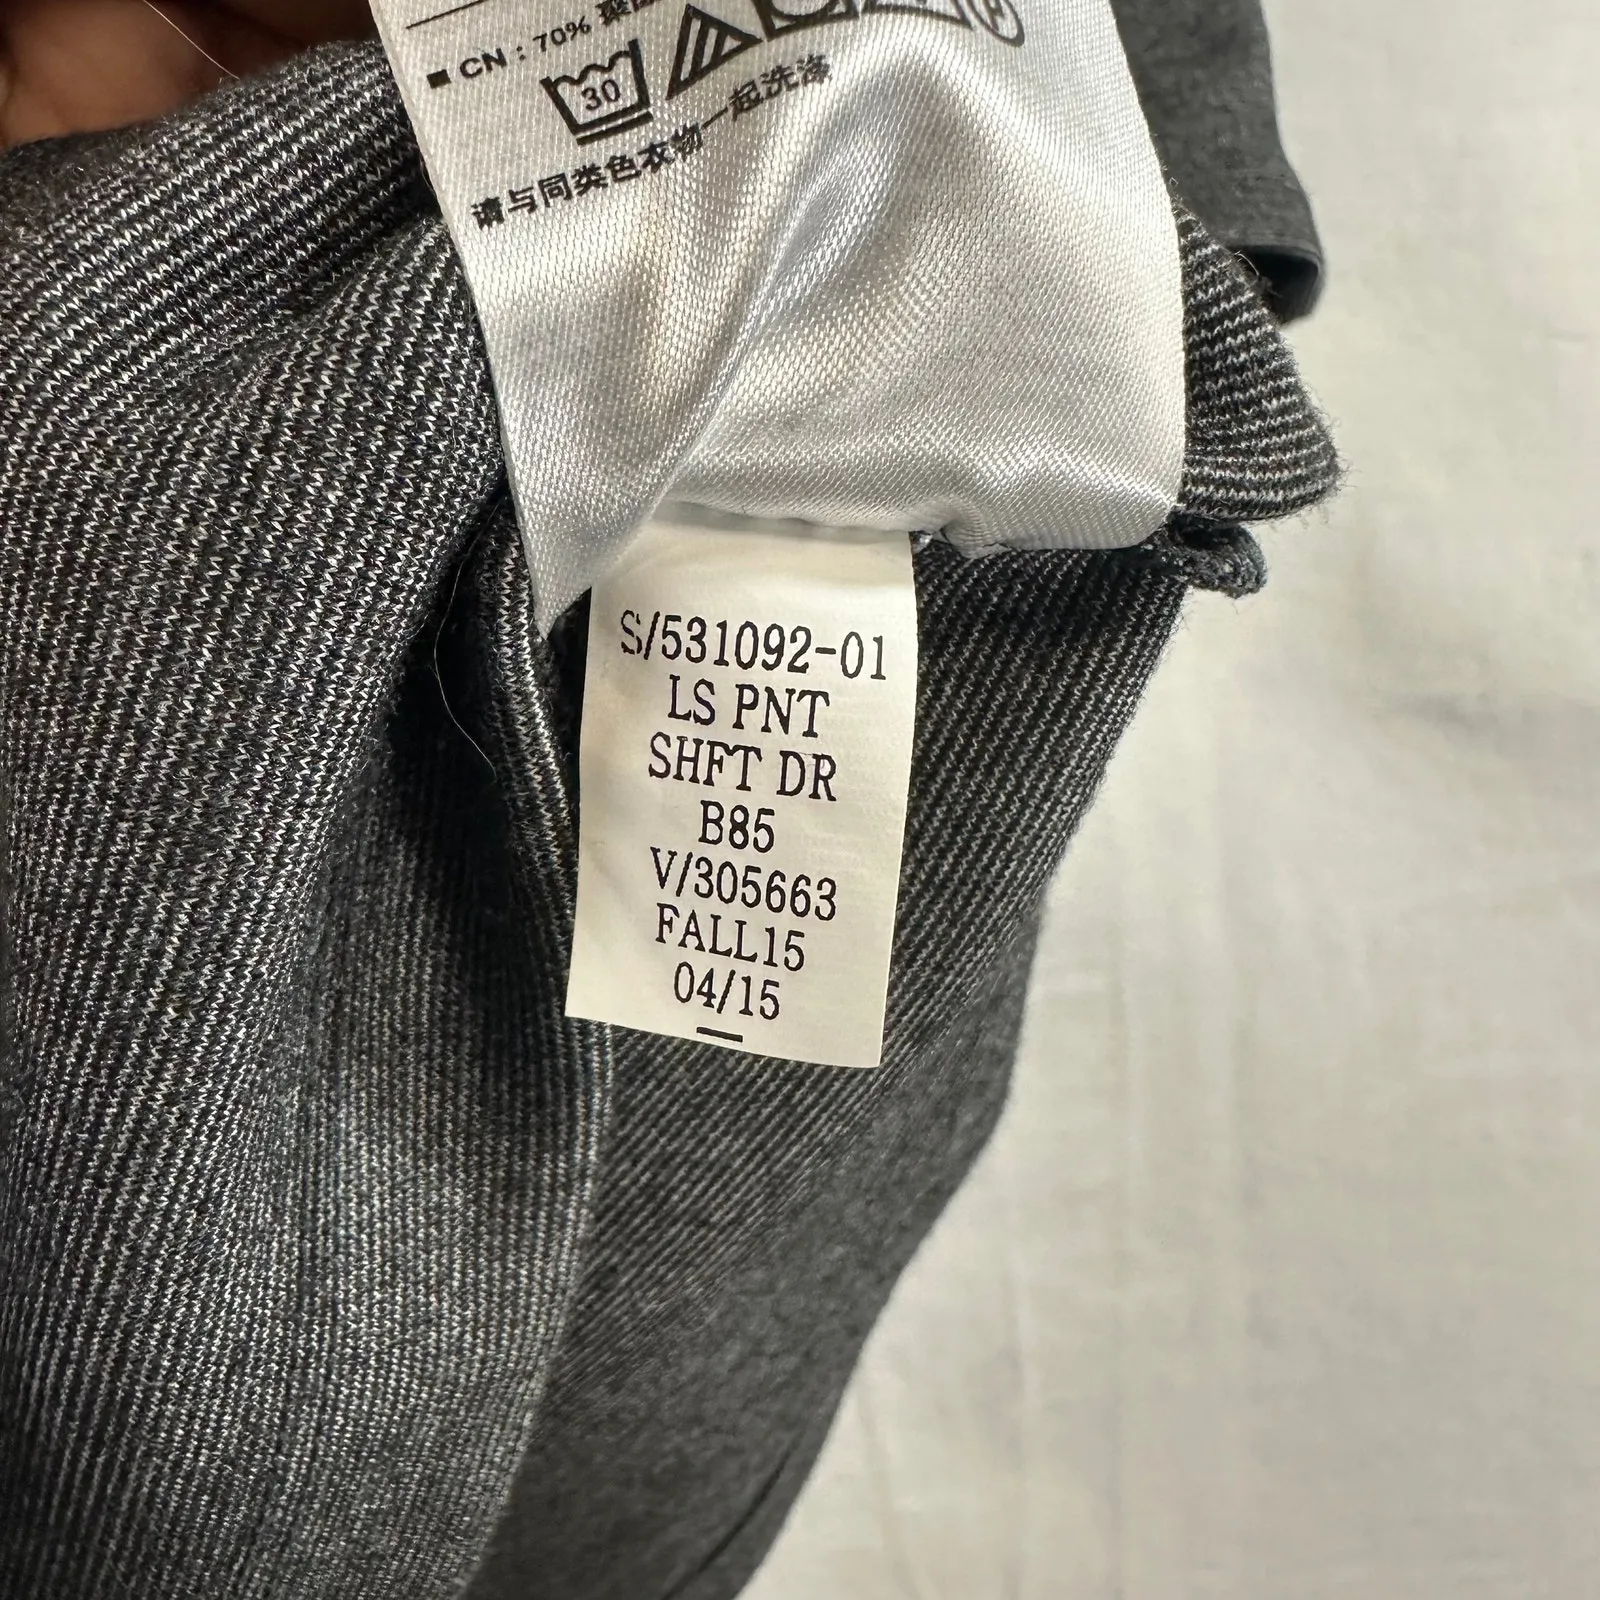 ■ CN : 70% 聚
30
P
请与同类色衣物一起洗涤
S/531092-01
LS PNT
SHFT DR
B85
V/305663
FALL15
04/15